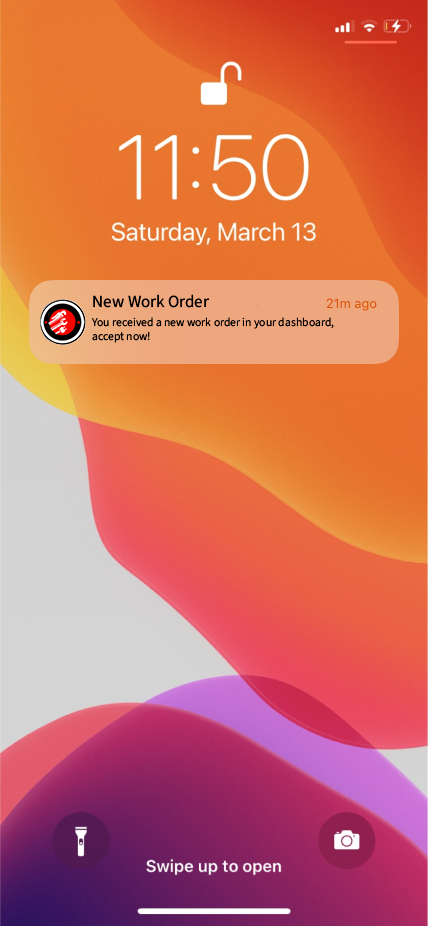 11:50
Saturday, March 13
New Work Order
21m ago
You received a new work order in your dashboard,
accept now!
Swipe up to open